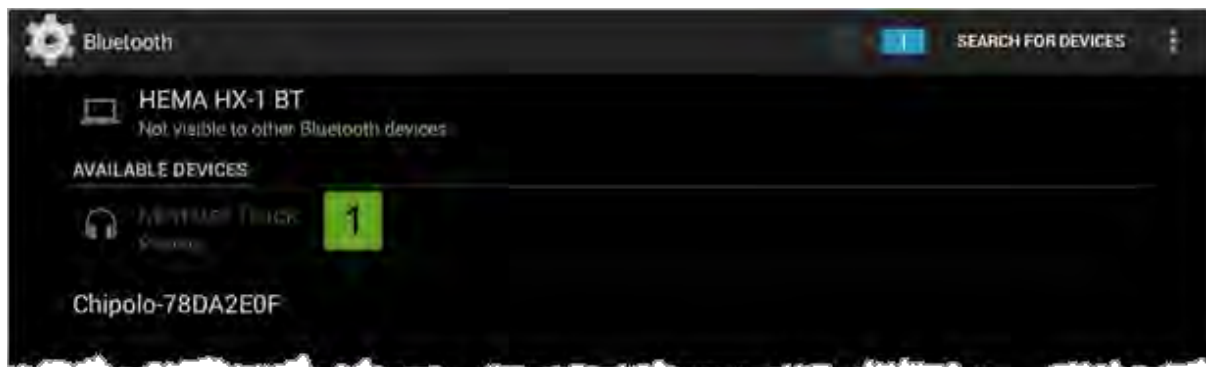 Bluetooth
SEARCH FOR DEVICES
HEMA HX-1 BT
Not visible to other Bluetooth devices
AVAILABLE DEVICES
1
Chipolo-78DA2E0F